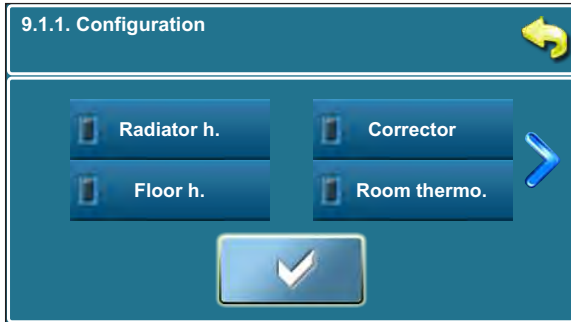 9.1.1. Configuration
Radiator h.
Corrector
Floor h.
Room thermo.